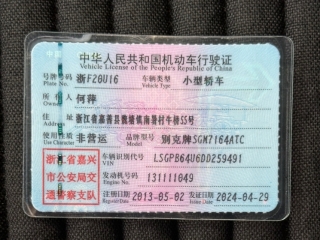 中华人民共和国机动车行驶证
Vehicle License of the People's Republic of China
号牌号码 浙F20U16 车辆类型 小型轿车
Plate No. Vehicle Type
所有人 何萍
Owner
住址 浙江省嘉善县魏塘镇南暑村牛桥55号
Address
使用性质 非营运 品牌型号 别克牌SGM7164ATC
Use Character Model
浙江省嘉兴市公安局交通警察支队
车辆识别代号 LSGPB64U6DD259491
VIN
发动机号码 131111049
Engine No.
注册日期 2013-05-02 发证日期 2024-04-29
Register Date Issue Date